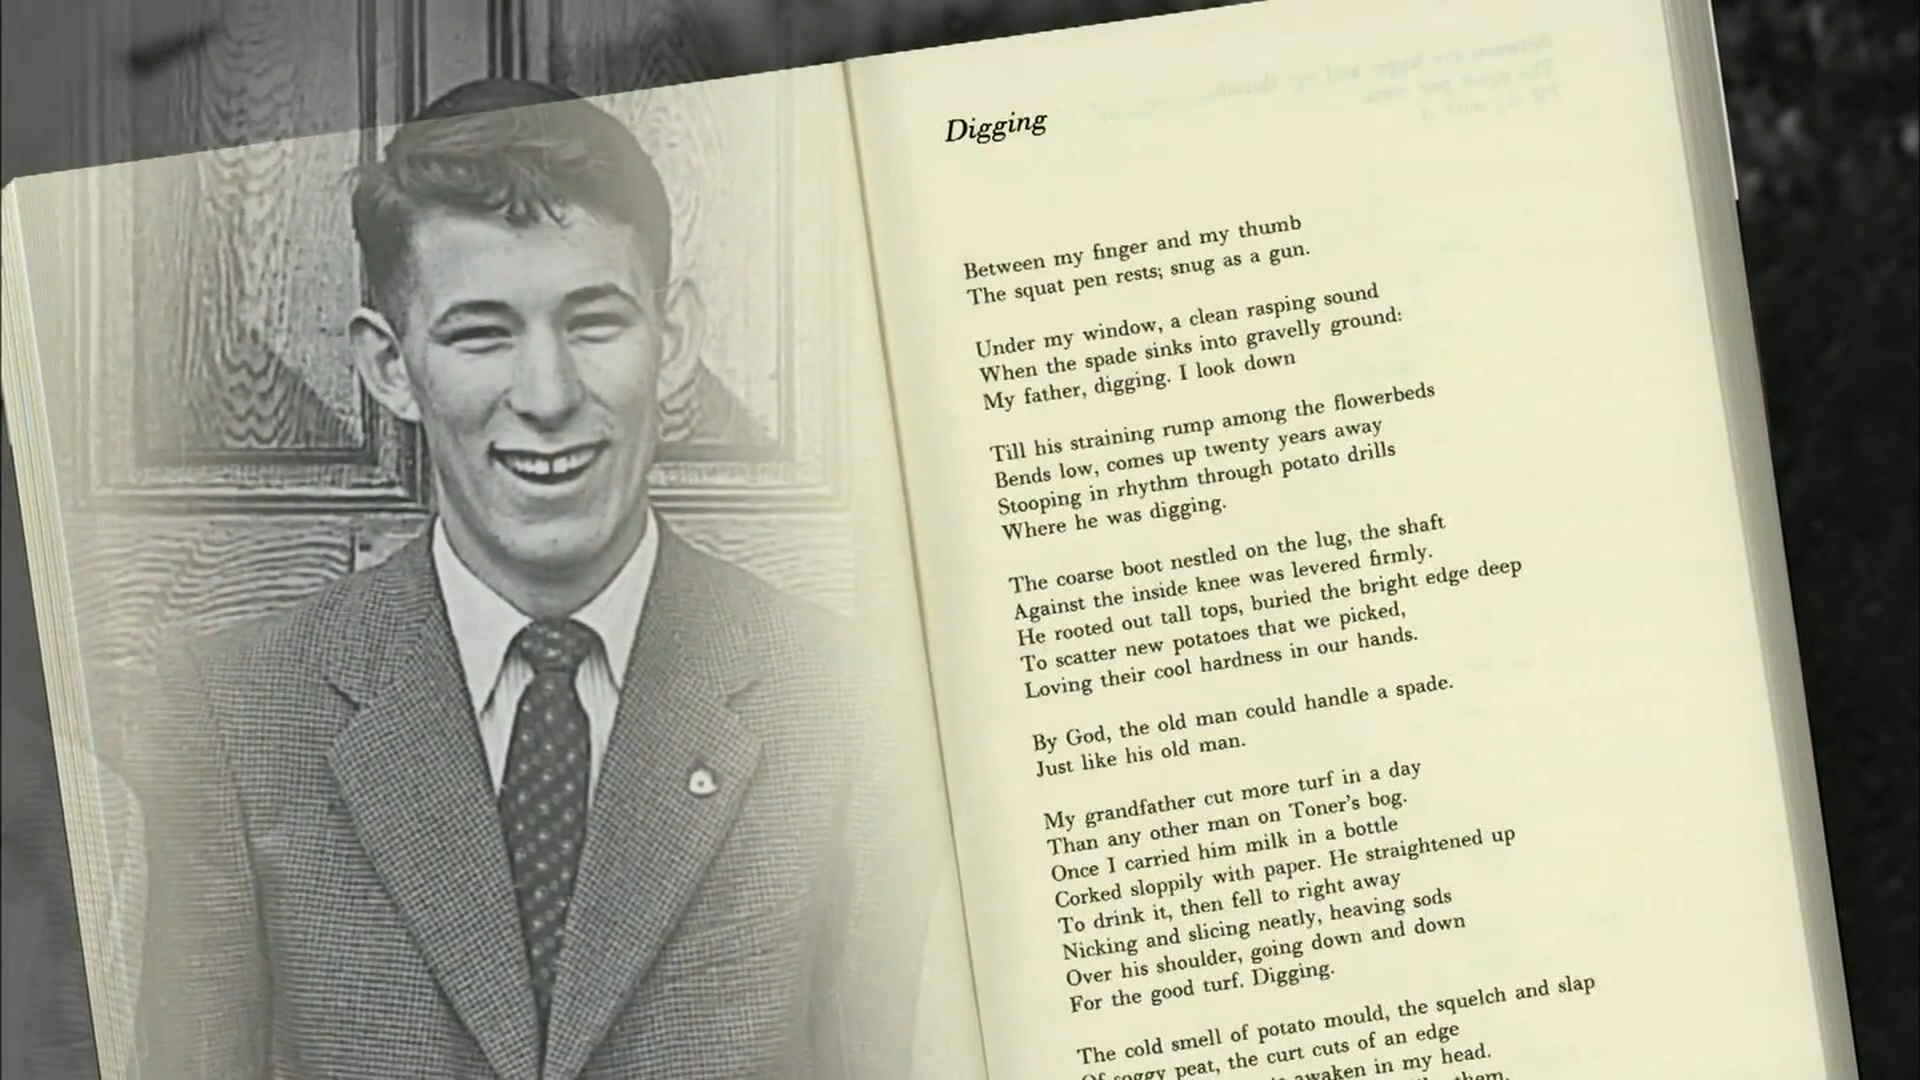 Digging
Between my finger and my thumb
The squat pen rests; snug as a gun.
Under my window, a clean rasping sound
When the spade sinks into gravelly ground:
My father, digging. I look down
Till his straining rump among the flowerbeds
Bends low, comes up twenty years away
Stooping in rhythm through potato drills
Where he was digging.
The coarse boot nestled on the lug, the shaft
Against the inside knee was levered firmly.
He rooted out tall tops, buried the bright edge deep
To scatter new potatoes that we picked,
Loving their cool hardness in our hands.
By God, the old man could handle a spade.
Just like his old man.
My grandfather cut more turf in a day
Than any other man on Toner's bog.
Once I carried him milk in a bottle
Corked sloppily with paper. He straightened up
To drink it, then fell to right away
Nicking and slicing neatly, heaving sods
Over his shoulder, going down and down
For the good turf. Digging.
The cold smell of potato mould, the squelch and slap
Of soggy peat, the curt cuts of an edge
awaken in my head.
them.